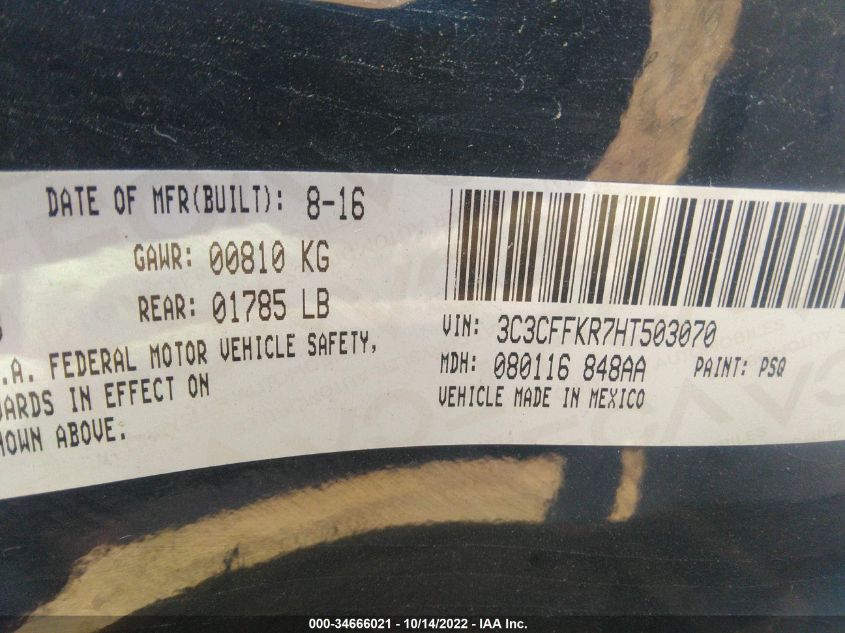 DATE OF MFR(BUILT): 8-16
GAWR: 00810 KG
REAR: 01785 LB
.A. FEDERAL MOTOR VEHICLE SAFETY,
ARDS IN EFFECT ON
HOWN ABOVE.
VIN: 3C3CFFKR7HT503070
MDH: 080116 848AA PAINT: PSQ
VEHICLE MADE IN MEXICO
000-34666021 - 10/14/2022 - IAA Inc.